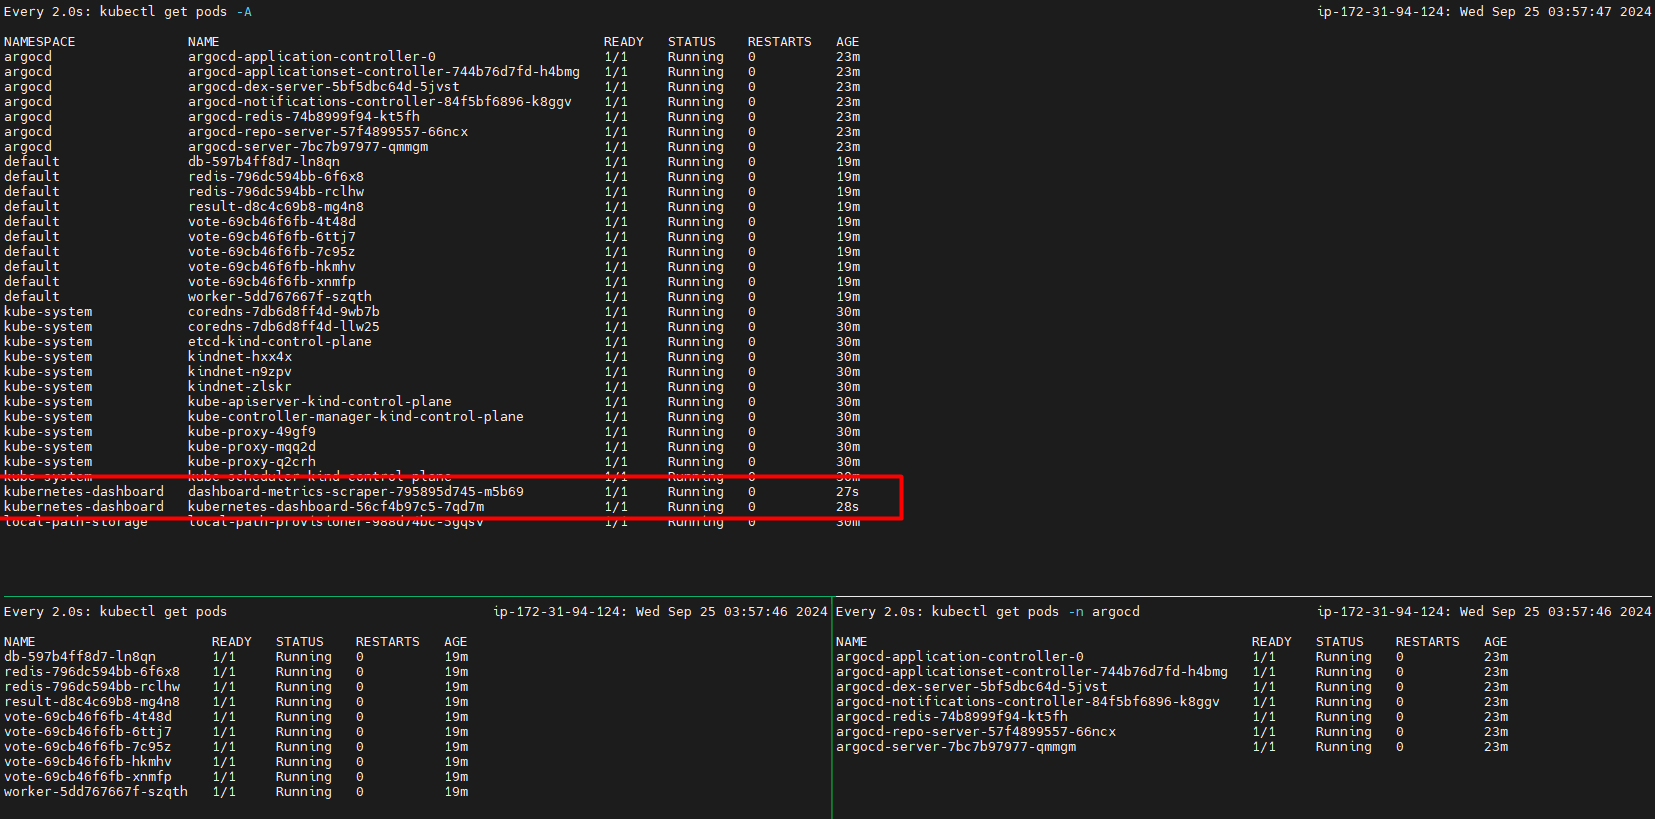 Every 2.0s: kubectl get pods -A ip-172-31-94-124: Wed Sep 25 03:57:47 2024
NAMESPACE NAME READY STATUS RESTARTS AGE
argocd argocd-application-controller-0 1/1 Running 0 23m
argocd argocd-applicationset-controller-744b76d7fd-h4bmg 1/1 Running 0 23m
argocd argocd-dex-server-5bf5dbc64d-5jvst 1/1 Running 0 23m
argocd argocd-notifications-controller-84f5bf6896-k8ggv 1/1 Running 0 23m
argocd argocd-redis-74b8999f94-kt5fh 1/1 Running 0 23m
argocd argocd-repo-server-57f4899557-66ncx 1/1 Running 0 23m
argocd argocd-server-7bc7b97977-qmmgm 1/1 Running 0 23m
default db-597b4ff8d7-ln8qn 1/1 Running 0 19m
default redis-796dc594bb-6f6x8 1/1 Running 0 19m
default redis-796dc594bb-rclhw 1/1 Running 0 19m
default result-d8c4c69b8-mg4n8 1/1 Running 0 19m
default vote-69cb46f6fb-4t48d 1/1 Running 0 19m
default vote-69cb46f6fb-6ttj7 1/1 Running 0 19m
default vote-69cb46f6fb-7c95z 1/1 Running 0 19m
default vote-69cb46f6fb-hkmhv 1/1 Running 0 19m
default vote-69cb46f6fb-xnmfp 1/1 Running 0 19m
default worker-5dd767667f-szqth 1/1 Running 0 19m
kube-system coredns-7db6d8ff4d-9wb7b 1/1 Running 0 30m
kube-system coredns-7db6d8ff4d-llw25 1/1 Running 0 30m
kube-system etcd-kind-control-plane 1/1 Running 0 30m
kube-system kindnet-hxx4x 1/1 Running 0 30m
kube-system kindnet-n9zpv 1/1 Running 0 30m
kube-system kindnet-zlskr 1/1 Running 0 30m
kube-system kube-apiserver-kind-control-plane 1/1 Running 0 30m
kube-system kube-controller-manager-kind-control-plane 1/1 Running 0 30m
kube-system kube-proxy-49gf9 1/1 Running 0 30m
kube-system kube-proxy-mqq2d 1/1 Running 0 30m
kube-system kube-proxy-q2crh 1/1 Running 0 30m
kube-system kube-scheduler-kind-control-plane 1/1 Running 0 30m
kubernetes-dashboard dashboard-metrics-scraper-795895d745-m5b69 1/1 Running 0 27s
kubernetes-dashboard kubernetes-dashboard-56cf4b97c5-7qd7m 1/1 Running 0 28s
local-path-storage local-path-provisioner-988d74bc-5gqsv 1/1 Running 0 30m
Every 2.0s: kubectl get pods ip-172-31-94-124: Wed Sep 25 03:57:46 2024
NAME READY STATUS RESTARTS AGE
db-597b4ff8d7-ln8qn 1/1 Running 0 19m
redis-796dc594bb-6f6x8 1/1 Running 0 19m
redis-796dc594bb-rclhw 1/1 Running 0 19m
result-d8c4c69b8-mg4n8 1/1 Running 0 19m
vote-69cb46f6fb-4t48d 1/1 Running 0 19m
vote-69cb46f6fb-6ttj7 1/1 Running 0 19m
vote-69cb46f6fb-7c95z 1/1 Running 0 19m
vote-69cb46f6fb-hkmhv 1/1 Running 0 19m
vote-69cb46f6fb-xnmfp 1/1 Running 0 19m
worker-5dd767667f-szqth 1/1 Running 0 19m
Every 2.0s: kubectl get pods -n argocd ip-172-31-94-124: Wed Sep 25 03:57:46 2024
NAME READY STATUS RESTARTS AGE
argocd-application-controller-0 1/1 Running 0 23m
argocd-applicationset-controller-744b76d7fd-h4bmg 1/1 Running 0 23m
argocd-dex-server-5bf5dbc64d-5jvst 1/1 Running 0 23m
argocd-notifications-controller-84f5bf6896-k8ggv 1/1 Running 0 23m
argocd-redis-74b8999f94-kt5fh 1/1 Running 0 23m
argocd-repo-server-57f4899557-66ncx 1/1 Running 0 23m
argocd-server-7bc7b97977-qmmgm 1/1 Running 0 23m